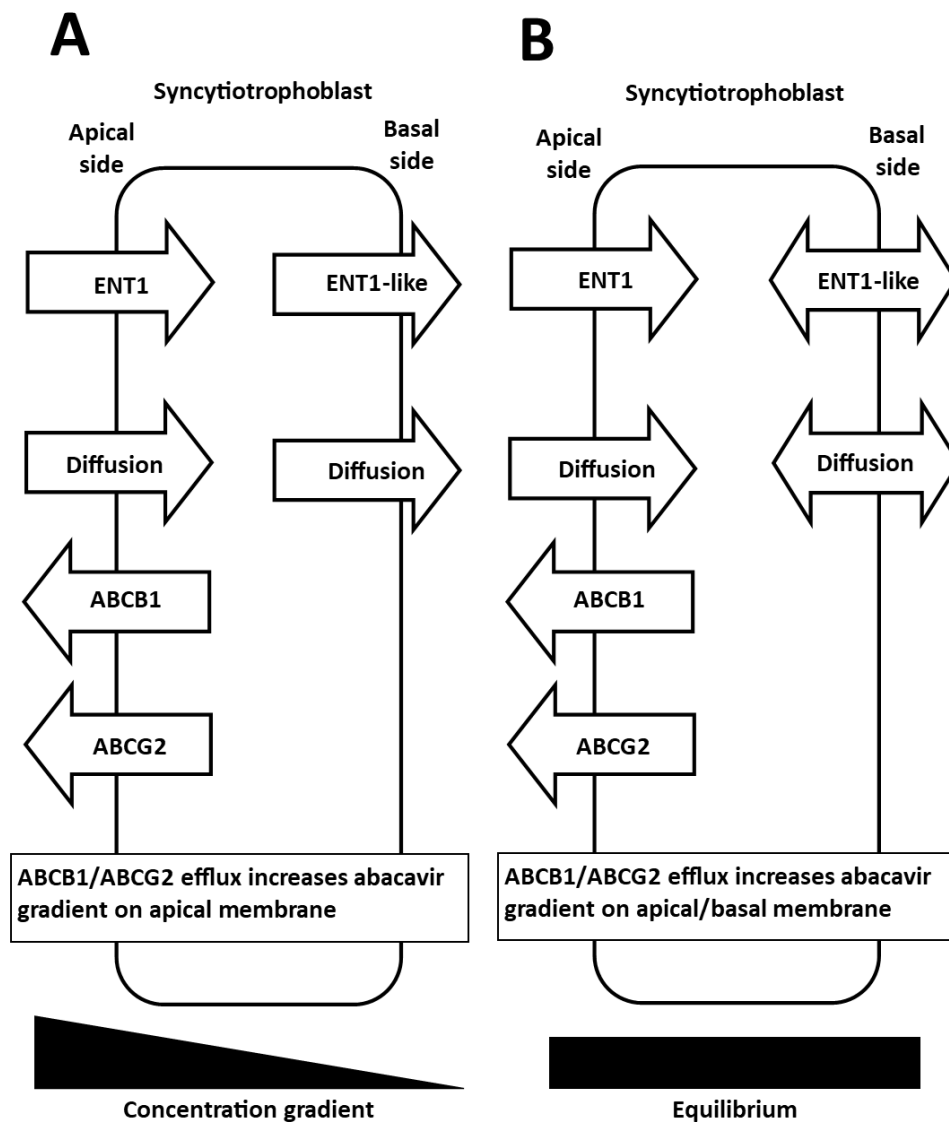 A
Syncytiotrophoblast
Apical
side
Basal
side
ENT1
ENT1-like
Diffusion
Diffusion
ABCB1
ABCG2
ABCB1/ABCG2 efflux increases abacavir
gradient on apical membrane
Concentration gradient
B
Syncytiotrophoblast
Apical
side
Basal
side
ENT1
ENT1-like
Diffusion
Diffusion
ABCB1
ABCG2
ABCB1/ABCG2 efflux increases abacavir
gradient on apical/basal membrane
Equilibrium